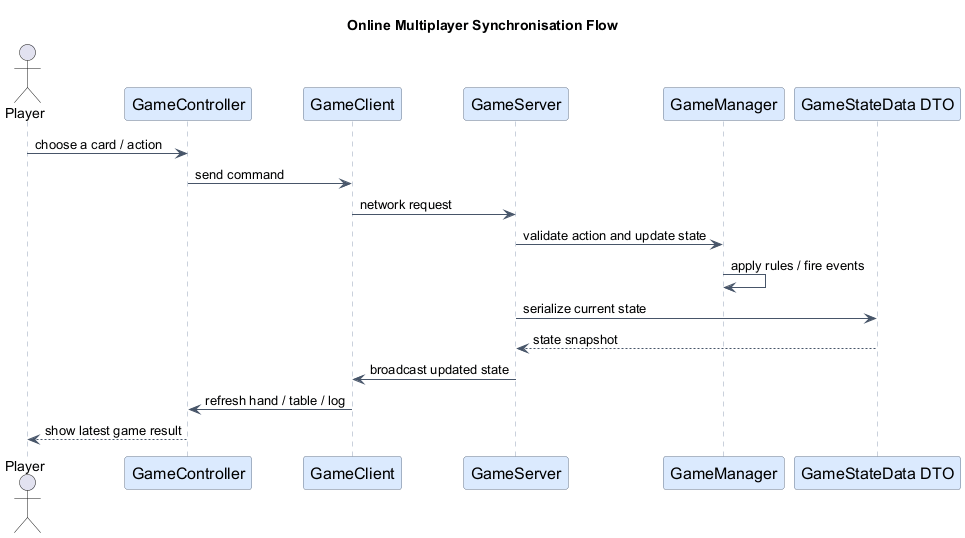 Online Multiplayer Synchronisation Flow
Player
GameController
GameClient
GameServer
GameManager
GameStateData DTO
choose a card / action
send command
network request
validate action and update state
apply rules / fire events
serialize current state
state snapshot
broadcast updated state
refresh hand / table / log
show latest game result
Player
GameController
GameClient
GameServer
GameManager
GameStateData DTO